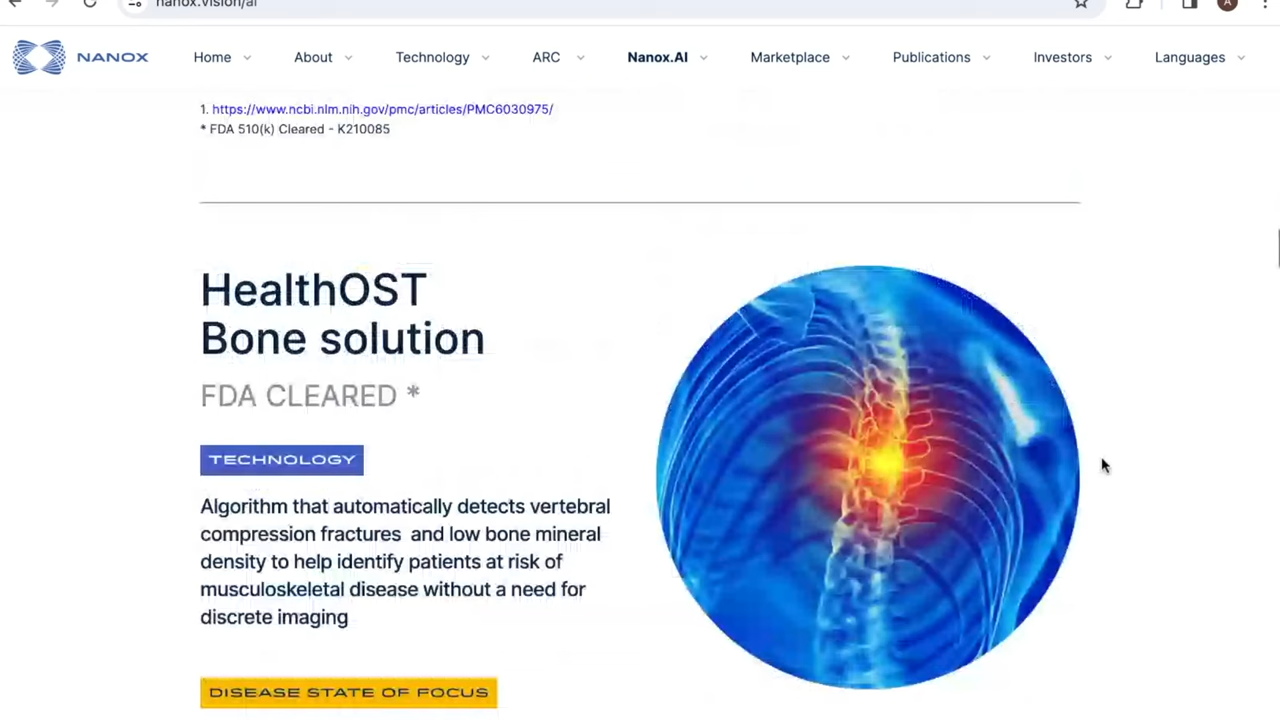 nanox.vision/ai
A
NANOX
Home About Technology ARC Nanox.AI Marketplace Publications Investors Languages
1. https://www.ncbi.nlm.nih.gov/pmc/articles/PMC6030975/
* FDA 510(k) Cleared - K210085
HealthOST
Bone solution
FDA CLEARED *
TECHNOLOGY
Algorithm that automatically detects vertebral
compression fractures and low bone mineral
density to help identify patients at risk of
musculoskeletal disease without a need for
discrete imaging
DISEASE STATE OF FOCUS